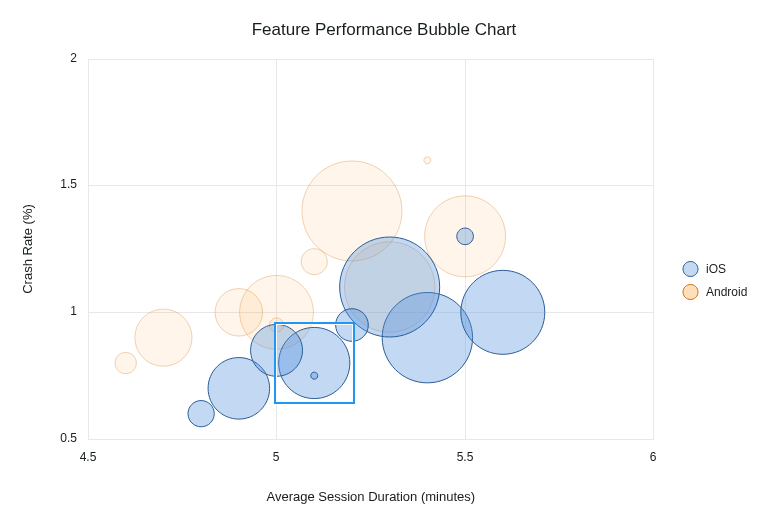 Feature Performance Bubble Chart
Crash Rate (%)
2
1.5
1
0.5
4.5
5
5.5
6
Average Session Duration (minutes)
iOS
Android